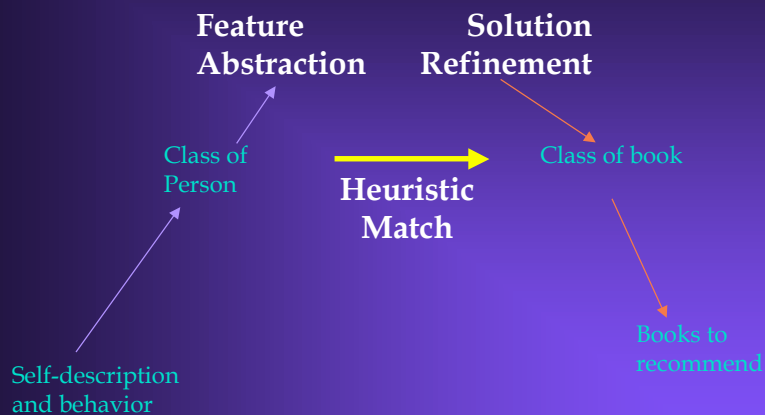 Feature
Abstraction
Solution
Refinement
Class of
Person
Heuristic
Match
Class of book
Books to
recommend
Self-description
and behavior